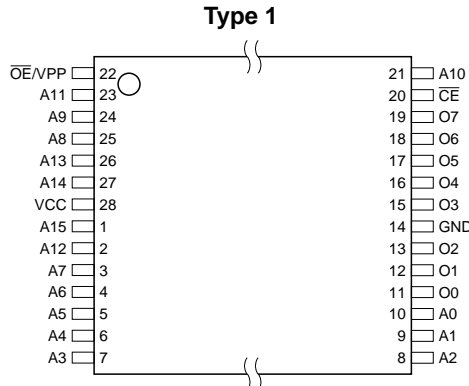 Type 1
OE/VPP 22 21 A10
A11 23 20 CE
A9 24 19 O7
A8 25 18 O6
A13 26 17 O5
A14 27 16 O4
VCC 28 15 O3
A15 1 14 GND
A12 2 13 O2
A7 3 12 O1
A6 4 11 O0
A5 5 10 A0
A4 6 9 A1
A3 7 8 A2